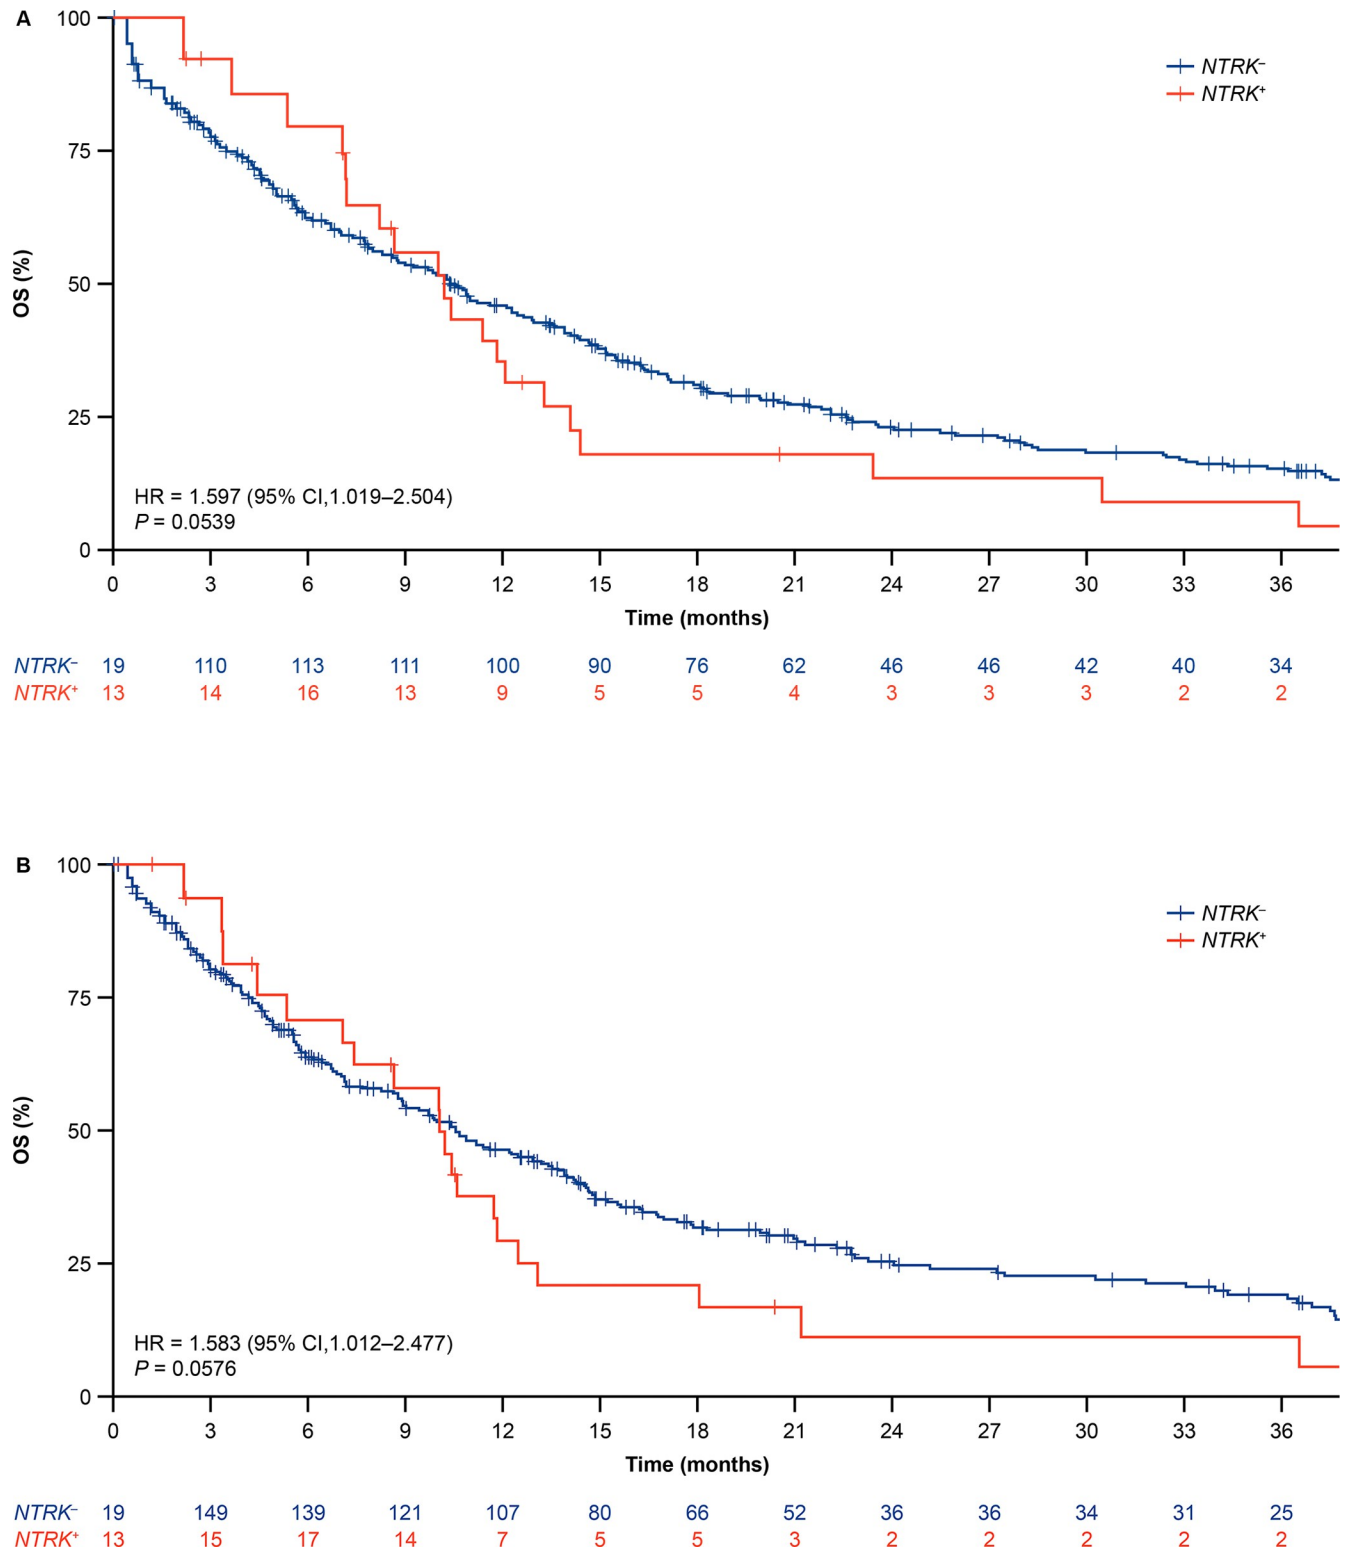 A
100
75
50
25
0
OS (%)
NTRK–
NTRK+
HR = 1.597 (95% CI,1.019–2.504)
P = 0.0539
0 3 6 9 12 15 18 21 24 27 30 33 36
Time (months)
NTRK– 19 110 113 111 100 90 76 62 46 46 42 40 34
NTRK+ 13 14 16 13 9 5 5 4 3 3 3 2 2
B
100
75
50
25
0
OS (%)
NTRK–
NTRK+
HR = 1.583 (95% CI,1.012–2.477)
P = 0.0576
0 3 6 9 12 15 18 21 24 27 30 33 36
Time (months)
NTRK– 19 149 139 121 107 80 66 52 36 36 34 31 25
NTRK+ 13 15 17 14 7 5 5 3 2 2 2 2 2